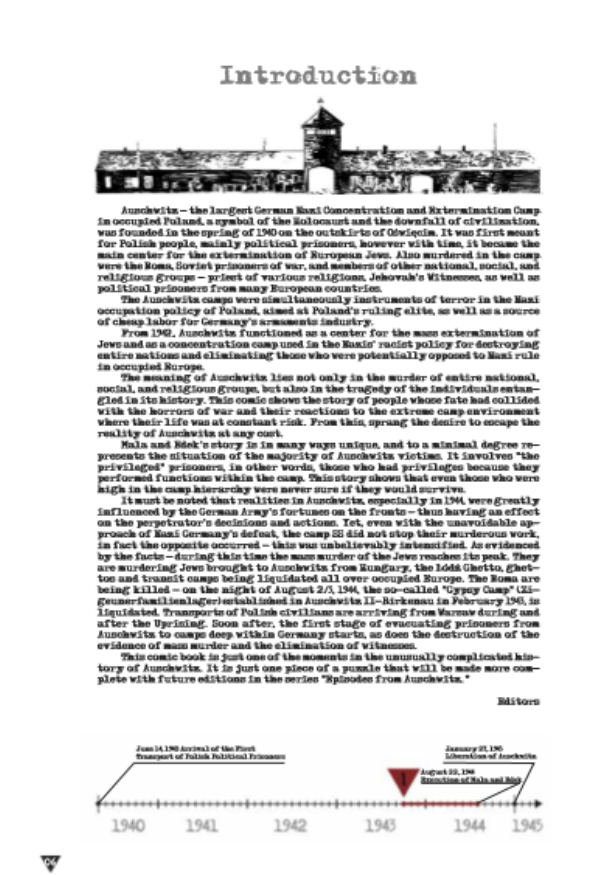 Introduction
Auschwitz – the largest German Nazi Concentration and Extermination Camp
in occupied Poland, a symbol of the Holocaust and the downfall of civilization,
was founded in the spring of 1940 on the outskirts of Oświęcim. It was first meant
for Polish people, mainly political prisoners, however with time, it became the
main center for the extermination of European Jews. Also murdered in the camp
were the Roma, Soviet prisoners of war, and members of other national, social, and
religious groups – priest of various religions, Jehovah's Witnesses, as well as
political prisoners from many European countries.
The Auschwitz camps were simultaneously instruments of terror in the Nazi
occupation policy of Poland, aimed at Poland's ruling elite, as well as a source
of cheap labor for Germany's armaments industry.
From 1942, Auschwitz functioned as a center for the mass extermination of
Jews and as a concentration camp used in the Nazis' racist policy for destroying
entire nations and eliminating those who were potentially opposed to Nazi rule
in occupied Europe.
The meaning of Auschwitz lies not only in the murder of entire national,
social, and religious groups, but also in the tragedy of the individuals entan-
gled in its history. This comic shows the story of people whose fate had collided
with the horrors of war and their reactions to the extreme camp environment
where their life was at constant risk. From this, sprang the desire to escape the
reality of Auschwitz at any cost.
Mala and Edek's story is in many ways unique, and to a minimal degree re-
presents the situation of the majority of Auschwitz victims. It involves "the
privileged" prisoners, in other words, those who had privileges because they
performed functions within the camp. This story shows that even those who were
high in the camp hierarchy were never sure if they would survive.
It must be noted that realities in Auschwitz, especially in 1944, were greatly
influenced by the German Army's fortunes on the fronts – thus having an effect
on the perpetrator's decisions and actions. Yet, even with the unavoidable ap-
proach of Nazi Germany's defeat, the camp SS did not stop their murderous work,
in fact the opposite occurred – this was unbelievably intensified. As evidenced
by the facts – during this time the mass murder of the Jews reaches its peak. They
are murdering Jews brought to Auschwitz from Hungary, the Łódź Ghetto, ghet-
tos and transit camps being liquidated all over occupied Europe. The Roma are
being killed – on the night of August 2/3, 1944, the so-called "Gypsy Camp" (Zi-
geunerfamilienlager) established in Auschwitz II-Birkenau in February 1943, is
liquidated. Transports of Polish civilians are arriving from Warsaw during and
after the Uprising. Soon after, the first stage of evacuating prisoners from
Auschwitz to camps deep within Germany starts, as does the destruction of the
evidence of mass murder and the elimination of witnesses.
This comic book is just one of the moments in the unusually complicated his-
tory of Auschwitz. It is just one piece of a puzzle that will be made more com-
plete with future editions in the series "Episodes from Auschwitz."
Editors
June 14, 1940 Arrival of the First
Transport of Polish Political Prisoners
January 27, 1945
Liberation of Auschwitz
1
August 22, 1944
Execution of Mala and Edek
1940 1941 1942 1943 1944 1945
06